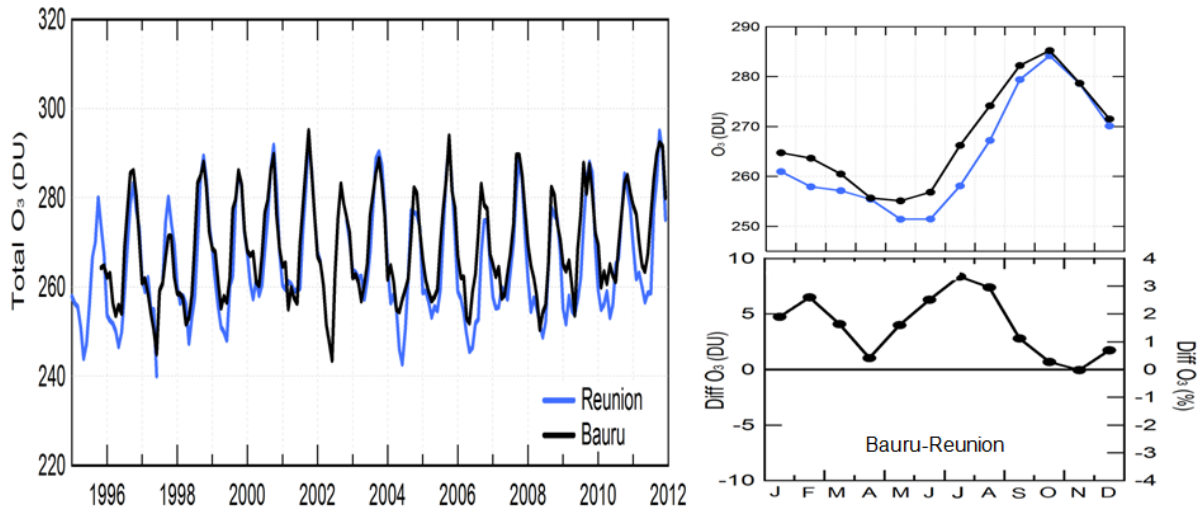 Total O₃ (DU)
320
300
280
260
240
220
1996 1998 2000 2002 2004 2006 2008 2010 2012
Reunion
Bauru
O₃ (DU)
290
280
270
260
250
Diff O₃ (DU)
10
5
0
-5
-10
Diff O₃ (%)
4
3
2
1
0
-1
-2
-3
-4
Bauru-Reunion
J F M A M J J A S O N D